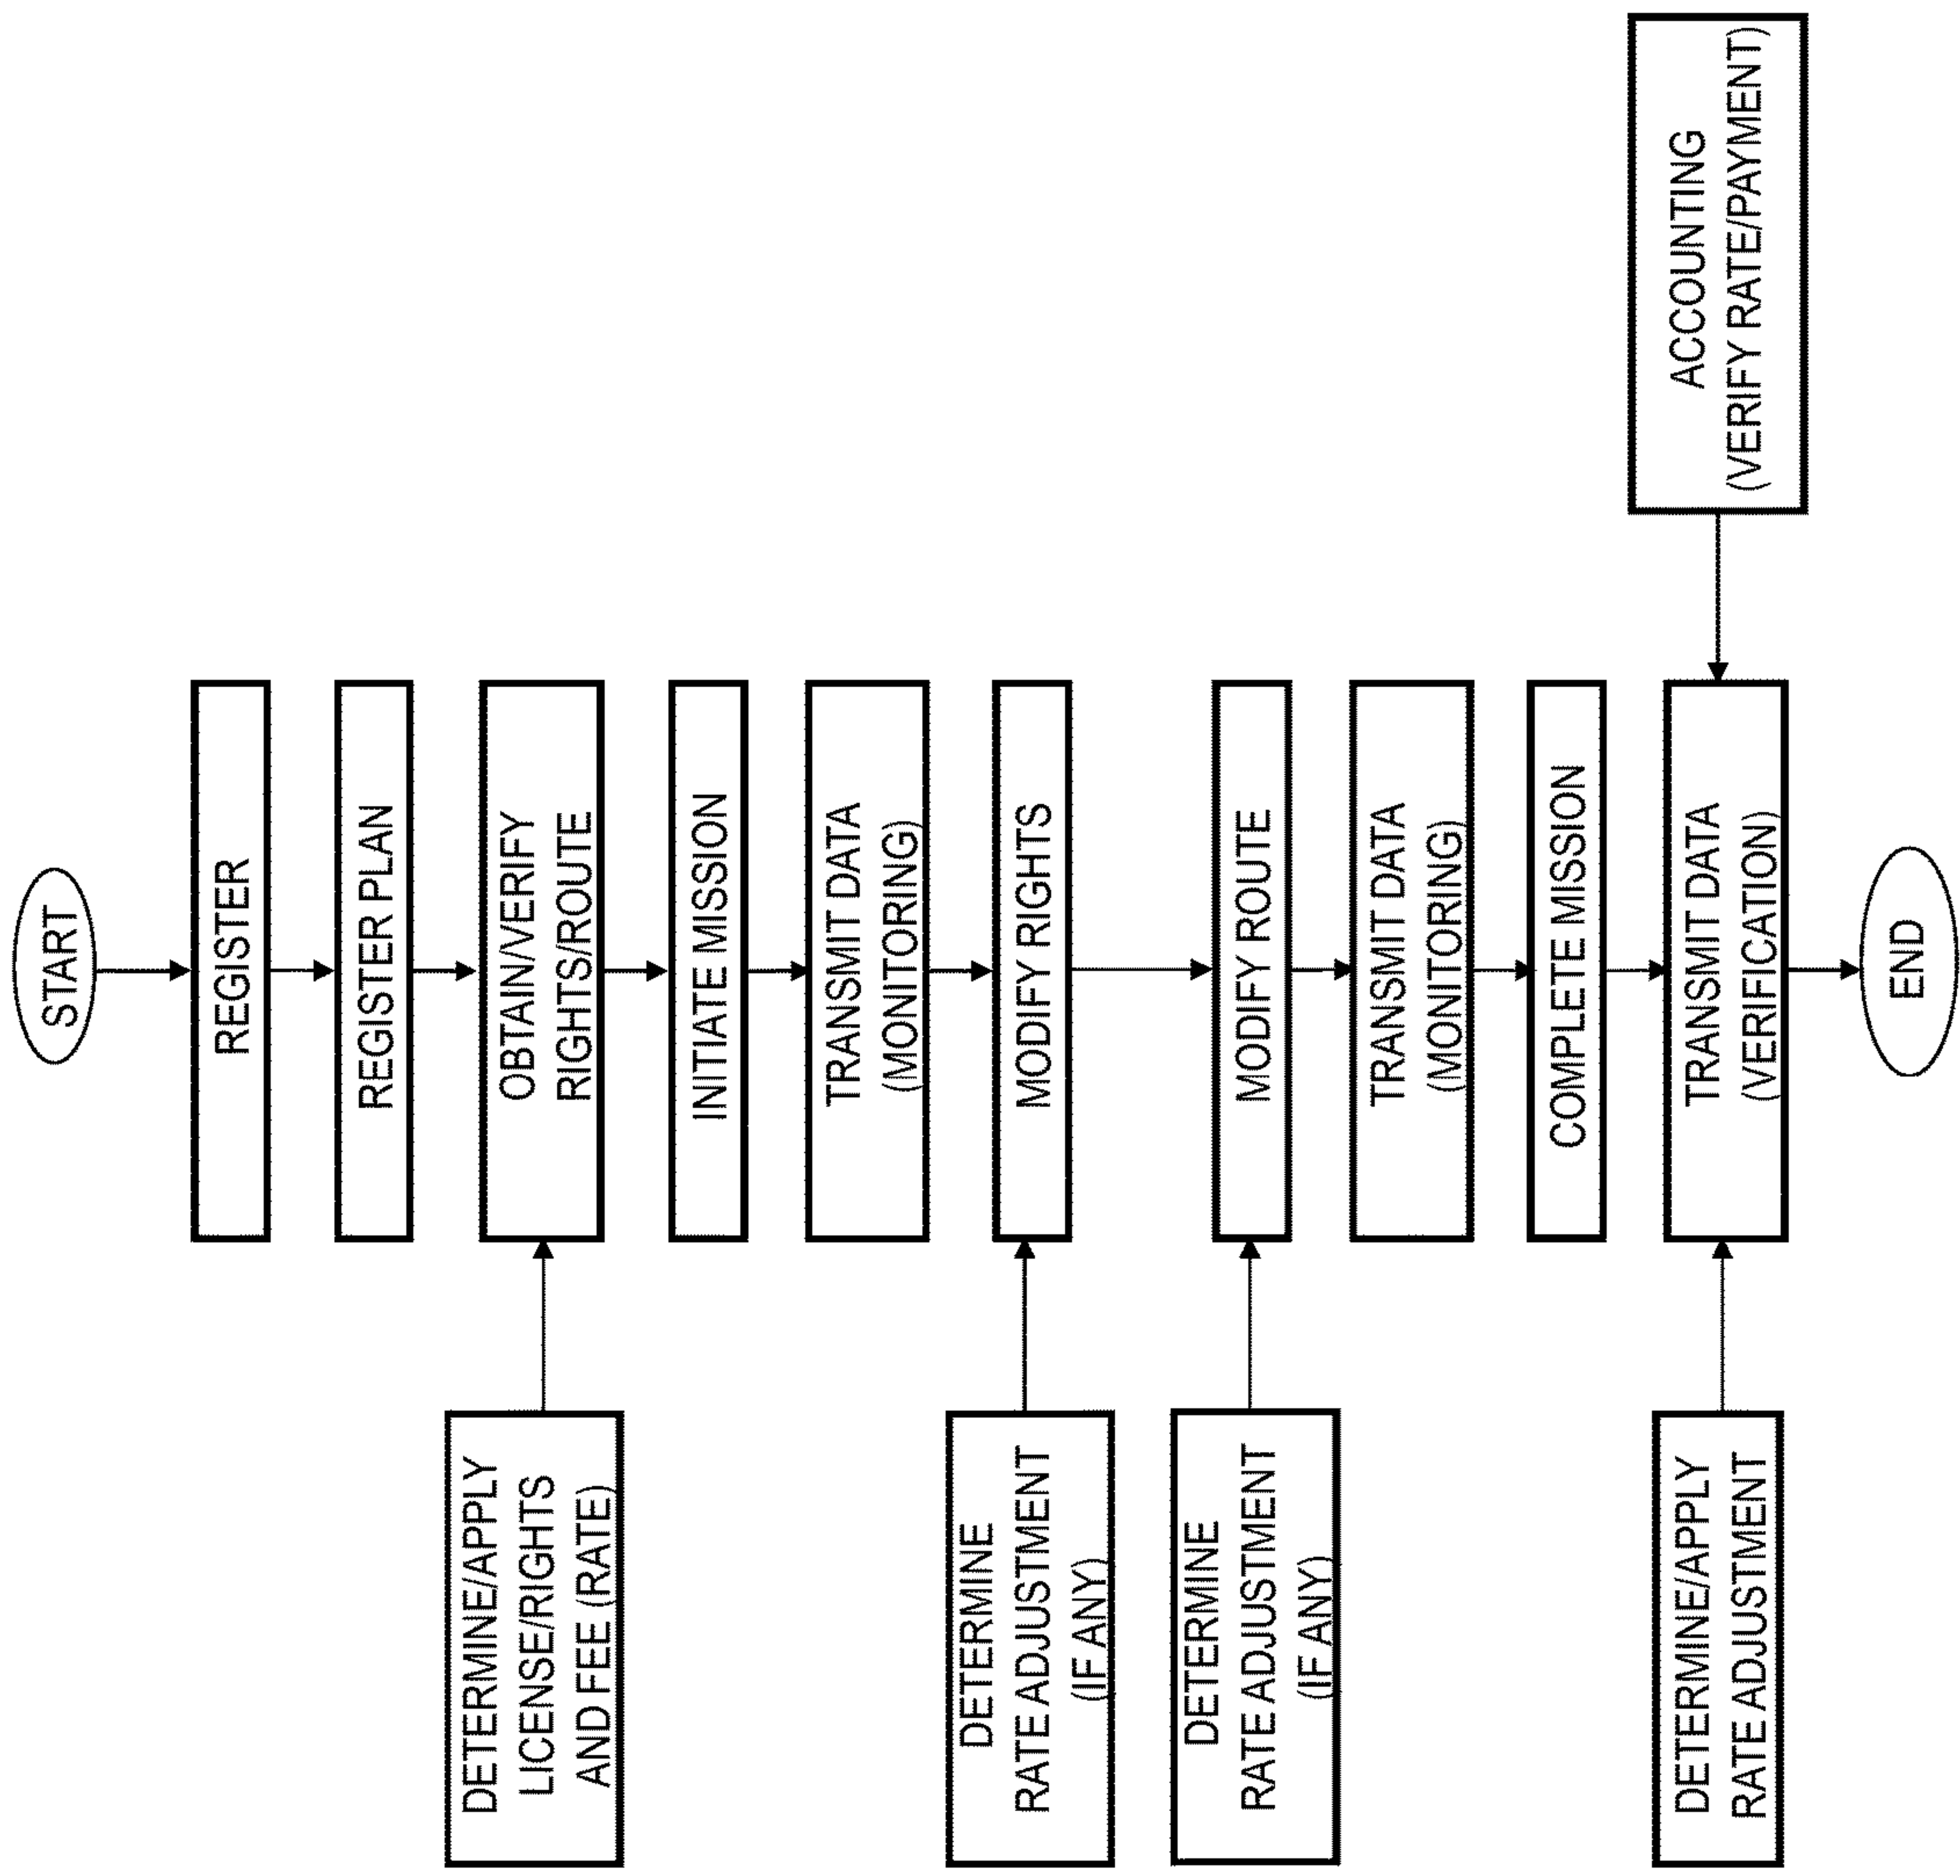 START
REGISTER
REGISTER PLAN
DETERMINE/APPLY
LICENSE/RIGHTS
AND FEE (RATE)
OBTAIN/VERIFY
RIGHTS/ROUTE
INITIATE MISSION
TRANSMIT DATA
(MONITORING)
DETERMINE
RATE ADJUSTMENT
(IF ANY)
MODIFY RIGHTS
DETERMINE
RATE ADJUSTMENT
(IF ANY)
MODIFY ROUTE
TRANSMIT DATA
(MONITORING)
COMPLETE MISSION
DETERMINE/APPLY
RATE ADJUSTMENT
TRANSMIT DATA
(VERIFICATION)
ACCOUNTING
(VERIFY RATE/PAYMENT)
END